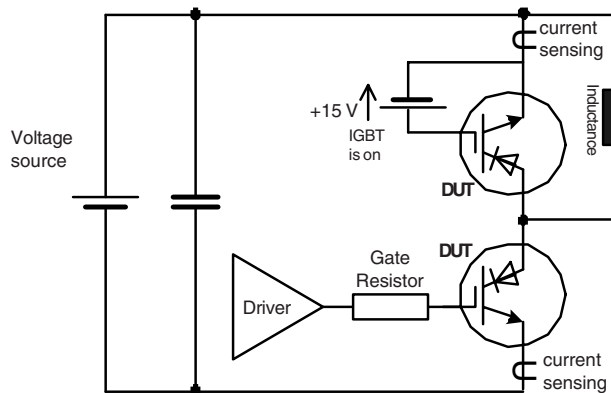 current
sensing
+15 V
IGBT
is on
Inductance
Voltage
source
DUT
DUT
Gate
Resistor
Driver
current
sensing